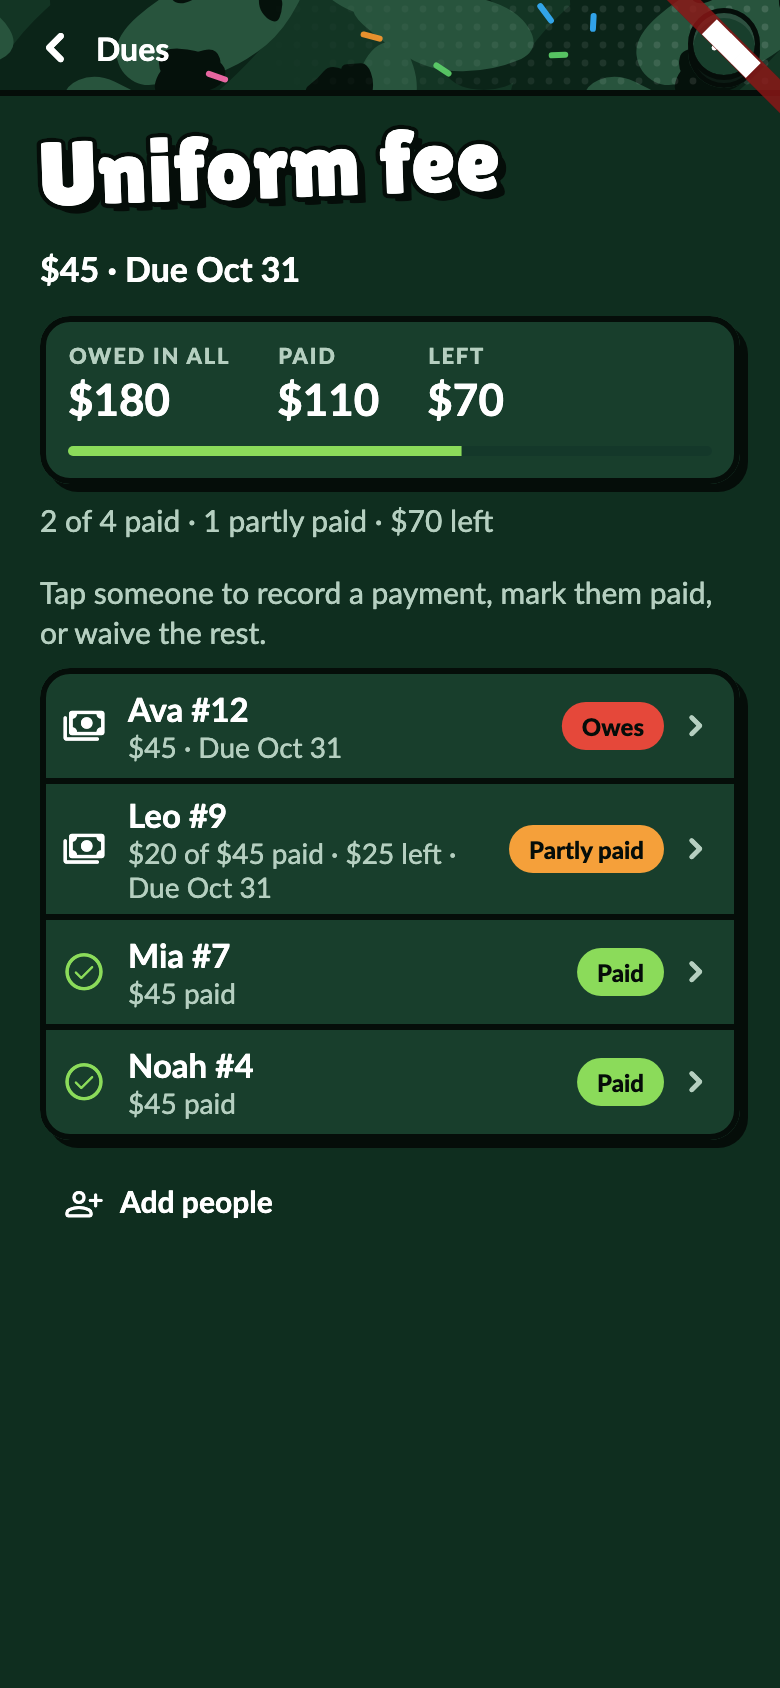 Dues
Uniform fee
$45 · Due Oct 31
OWED IN ALL PAID LEFT
$180 $110 $70
2 of 4 paid · 1 partly paid · $70 left
Tap someone to record a payment, mark them paid,
or waive the rest.
Ava #12
$45 · Due Oct 31
Owes
Leo #9
$20 of $45 paid · $25 left ·
Due Oct 31
Partly paid
Mia #7
$45 paid
Paid
Noah #4
$45 paid
Paid
Add people